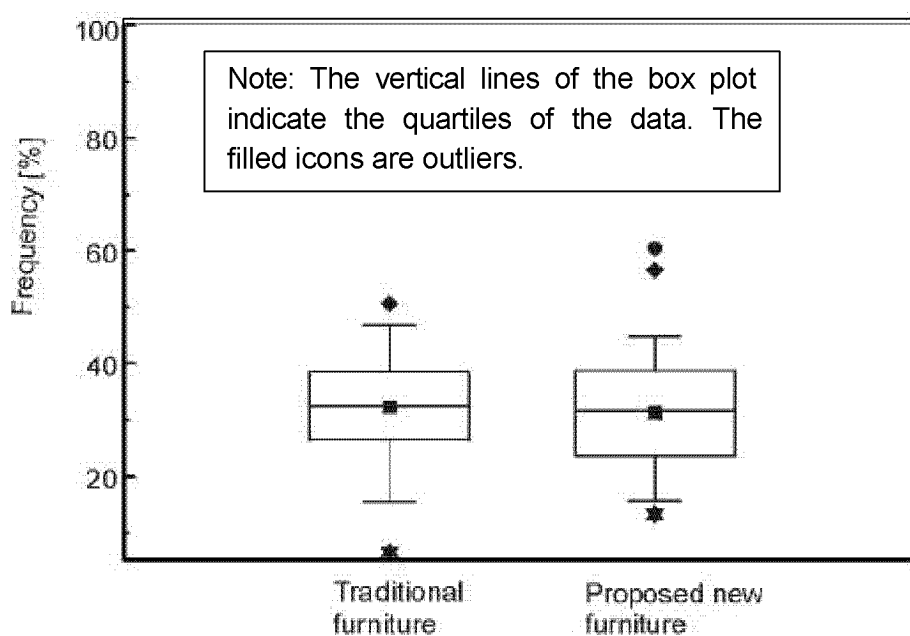 100
Note: The vertical lines of the box plot
indicate the quartiles of the data. The
filled icons are outliers.
80
60
40
20
Frequency [%]
Traditional
furniture
Proposed new
furniture